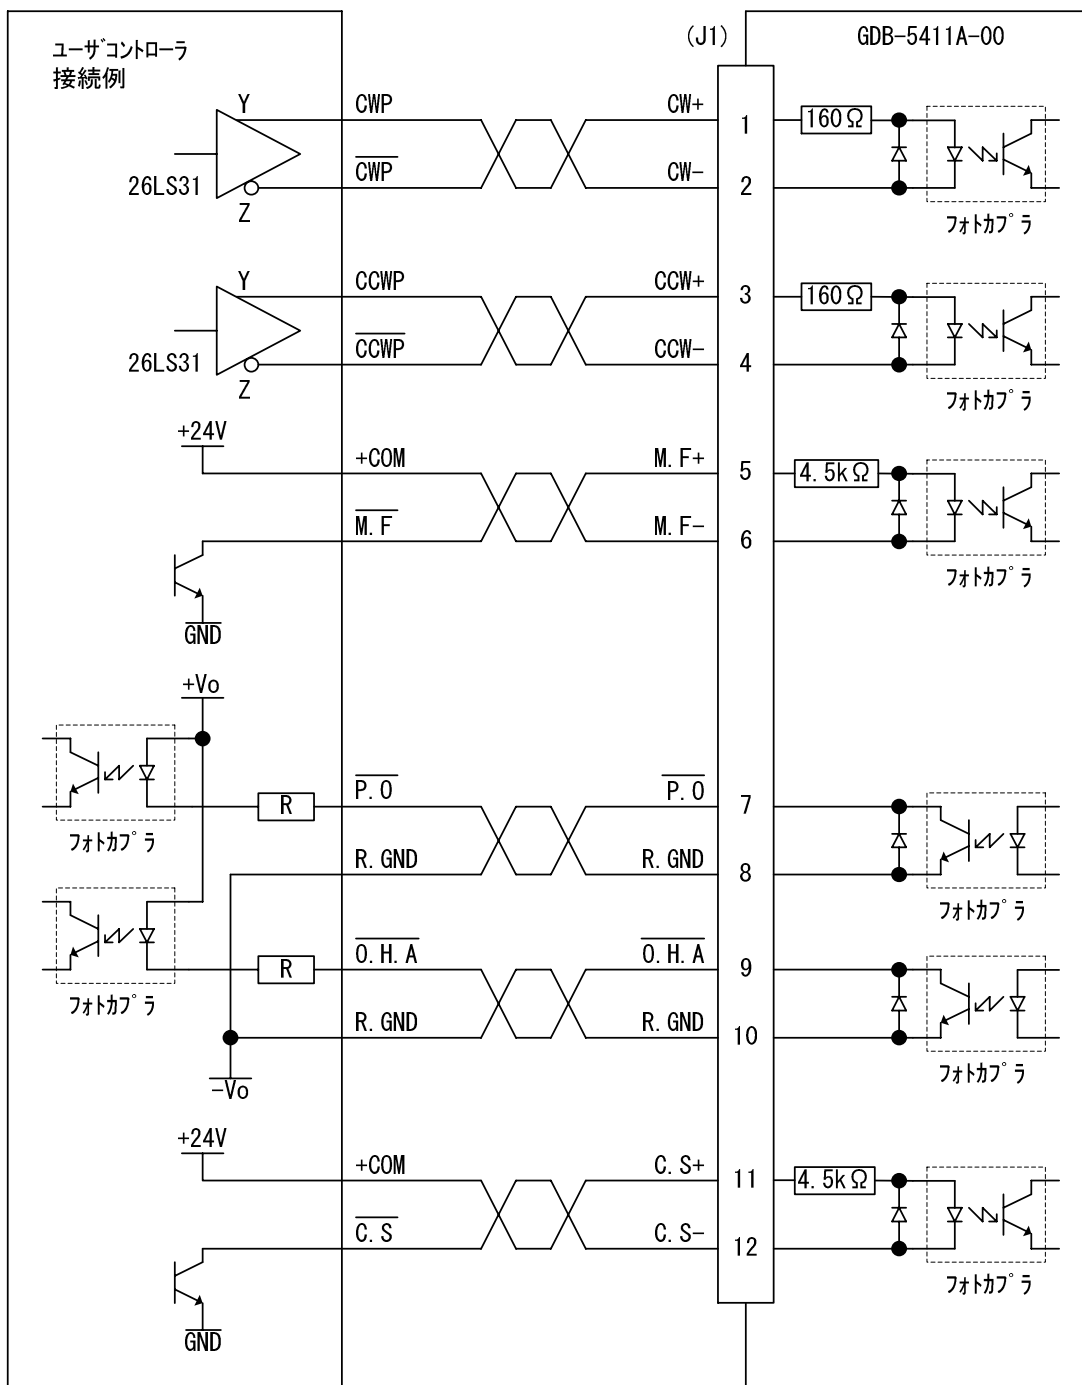 (J1)
GDB-5411A-00
ユーザコントローラ
接続例
Y
CWP
CW+
1
160Ω
26LS31
CWP
CW-
2
Z
フォトカプラ
Y
CCWP
CCW+
3
160Ω
26LS31
CCWP
CCW-
4
Z
フォトカプラ
+24V
+COM
M.F+
5
4.5kΩ
M.F
M.F-
6
フォトカプラ
GND
+Vo
P.O
P.O
7
R
フォトカプラ
R.GND
R.GND
8
フォトカプラ
O.H.A
O.H.A
9
R
フォトカプラ
R.GND
R.GND
10
フォトカプラ
-Vo
+24V
+COM
C.S+
11
4.5kΩ
C.S
C.S-
12
フォトカプラ
GND